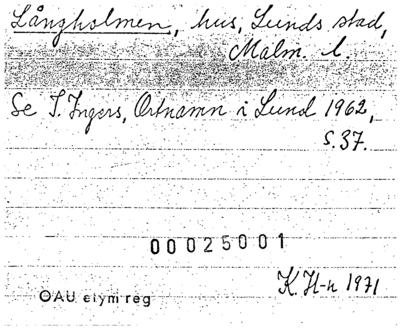 Långholmen, hus, Lunds stad,
Malm. l.
Se I. Ingers, Ortnamn i Lund 1962,
s. 37.
00025001
K H-n 1971
OAU etym reg